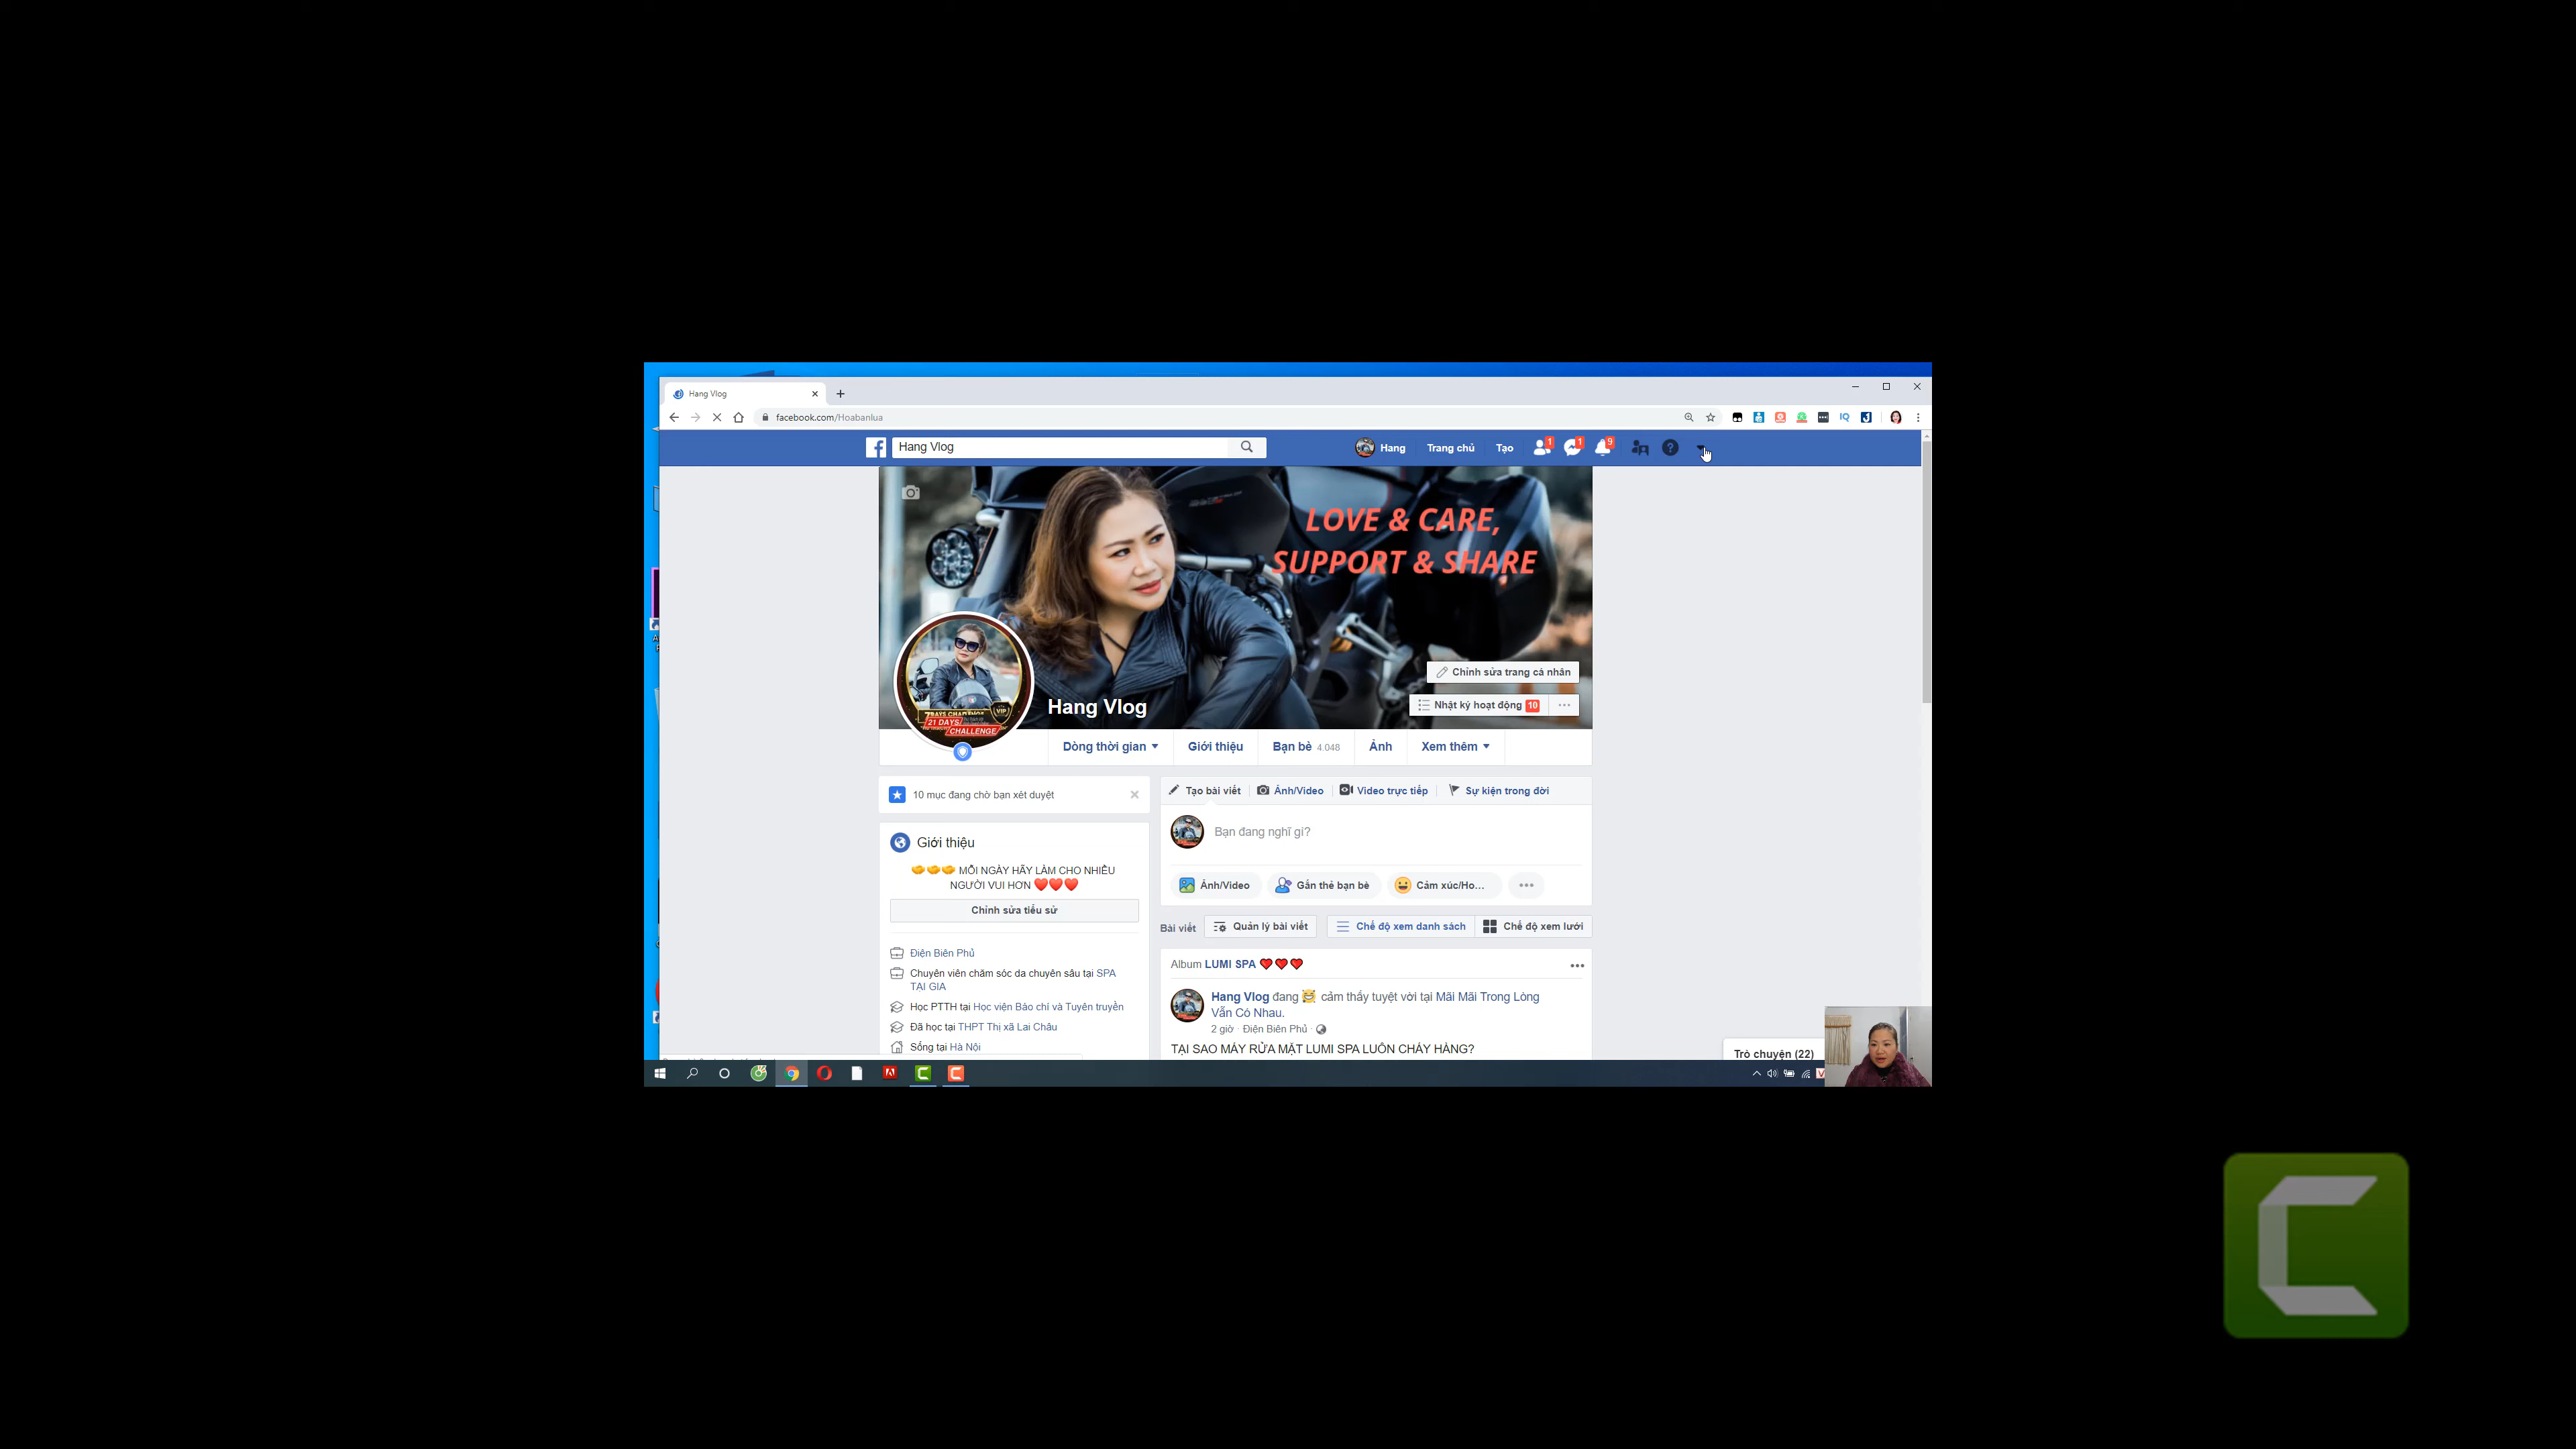 Hang Vlog
facebook.com/Hoabanlua
Hang Vlog
Hang
Trang chủ
Tạo
1
1
9
LOVE & CARE,
SUPPORT & SHARE
Chỉnh sửa trang cá nhân
Nhật ký hoạt động 10
21 DAYS
CHALLENGE
VIP
Hang Vlog
Dòng thời gian
Giới thiệu
Bạn bè 4.048
Ảnh
Xem thêm
10 mục đang chờ bạn xét duyệt
Giới thiệu
🤝🤝🤝 MỖI NGÀY HÃY LÀM CHO NHIỀU
NGƯỜI VUI HƠN ❤️❤️❤️
Chỉnh sửa tiểu sử
Điện Biên Phủ
Chuyên viên chăm sóc da chuyên sâu tại SPA
TẠI GIA
Học PTTH tại Học viện Báo chí và Tuyên truyền
Đã học tại THPT Thị xã Lai Châu
Sống tại Hà Nội
Tạo bài viết
Ảnh/Video
Video trực tiếp
Sự kiện trong đời
Bạn đang nghĩ gì?
Ảnh/Video
Gắn thẻ bạn bè
Cảm xúc/Ho...
Bài viết
Quản lý bài viết
Chế độ xem danh sách
Chế độ xem lưới
Album LUMI SPA ❤️❤️❤️
Hang Vlog đang cảm thấy tuyệt vời tại Mãi Mãi Trong Lòng
Vẫn Có Nhau.
2 giờ · Điện Biên Phủ ·
TẠI SAO MÁY RỬA MẶT LUMI SPA LUÔN CHÁY HÀNG?
Trò chuyện (22)